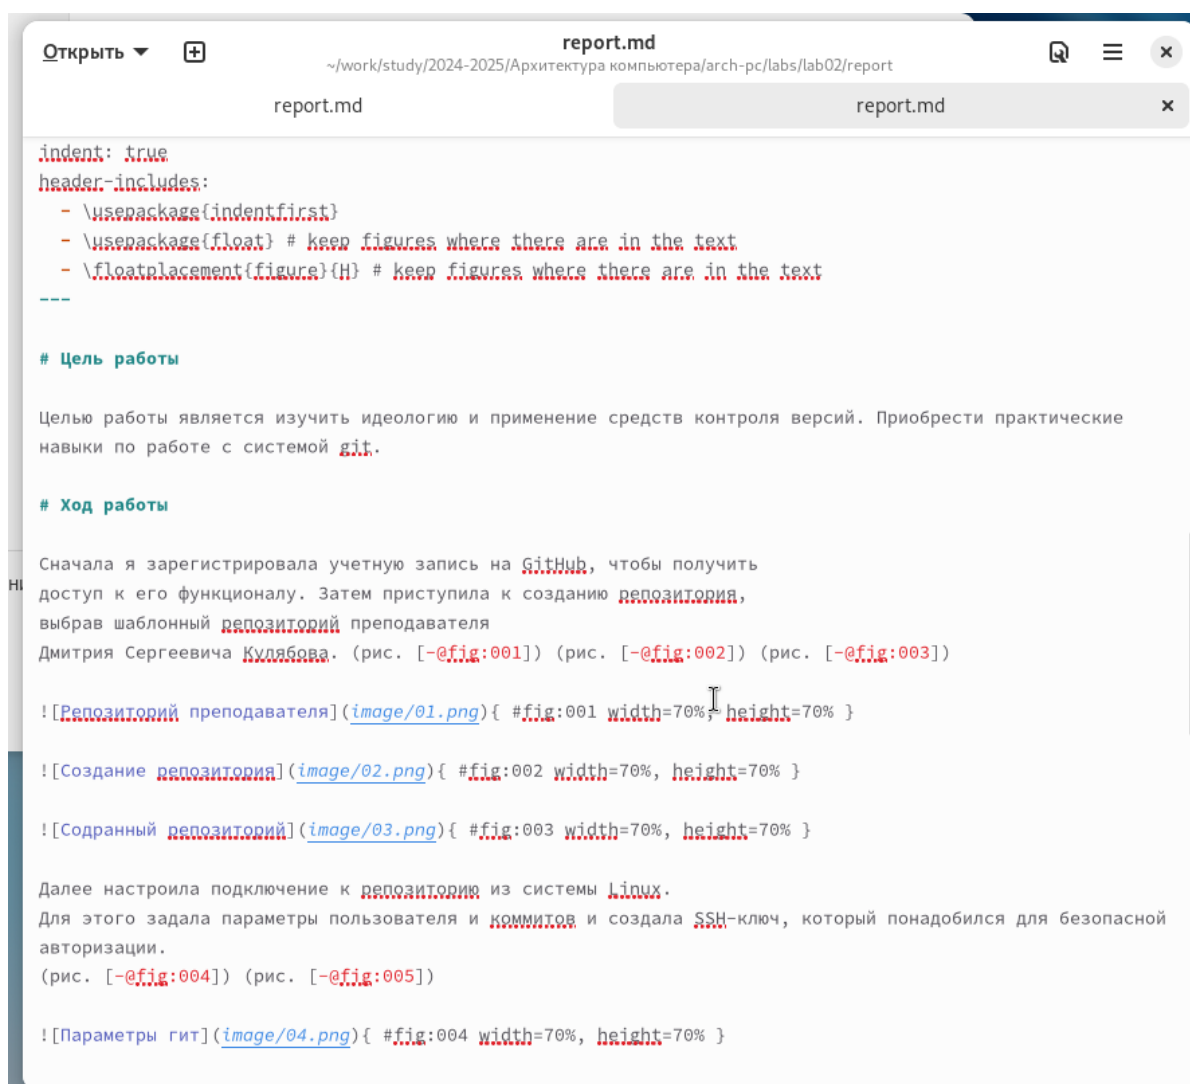 Открыть
report.md
~/work/study/2024-2025/Архитектура компьютера/arch-pc/labs/lab02/report
report.md
report.md
indent: true
header-includes:
  - \usepackage{indentfirst}
  - \usepackage{float} # keep figures where there are in the text
  - \floatplacement{figure}{H} # keep figures where there are in the text
---
# Цель работы
Целью работы является изучить идеологию и применение средств контроля версий. Приобрести практические
навыки по работе с системой git.
# Ход работы
Сначала я зарегистрировала учетную запись на GitHub, чтобы получить
доступ к его функционалу. Затем приступила к созданию репозитория,
выбрав шаблонный репозиторий преподавателя
Дмитрия Сергеевича Кулябова. (рис. [-@fig:001]) (рис. [-@fig:002]) (рис. [-@fig:003])
![Репозиторий преподавателя](image/01.png){ #fig:001 width=70%, height=70% }
![Создание репозитория](image/02.png){ #fig:002 width=70%, height=70% }
![Содранный репозиторий](image/03.png){ #fig:003 width=70%, height=70% }
Далее настроила подключение к репозиторию из системы Linux.
Для этого задала параметры пользователя и коммитов и создала SSH-ключ, который понадобился для безопасной
авторизации.
(рис. [-@fig:004]) (рис. [-@fig:005])
![Параметры гит](image/04.png){ #fig:004 width=70%, height=70% }